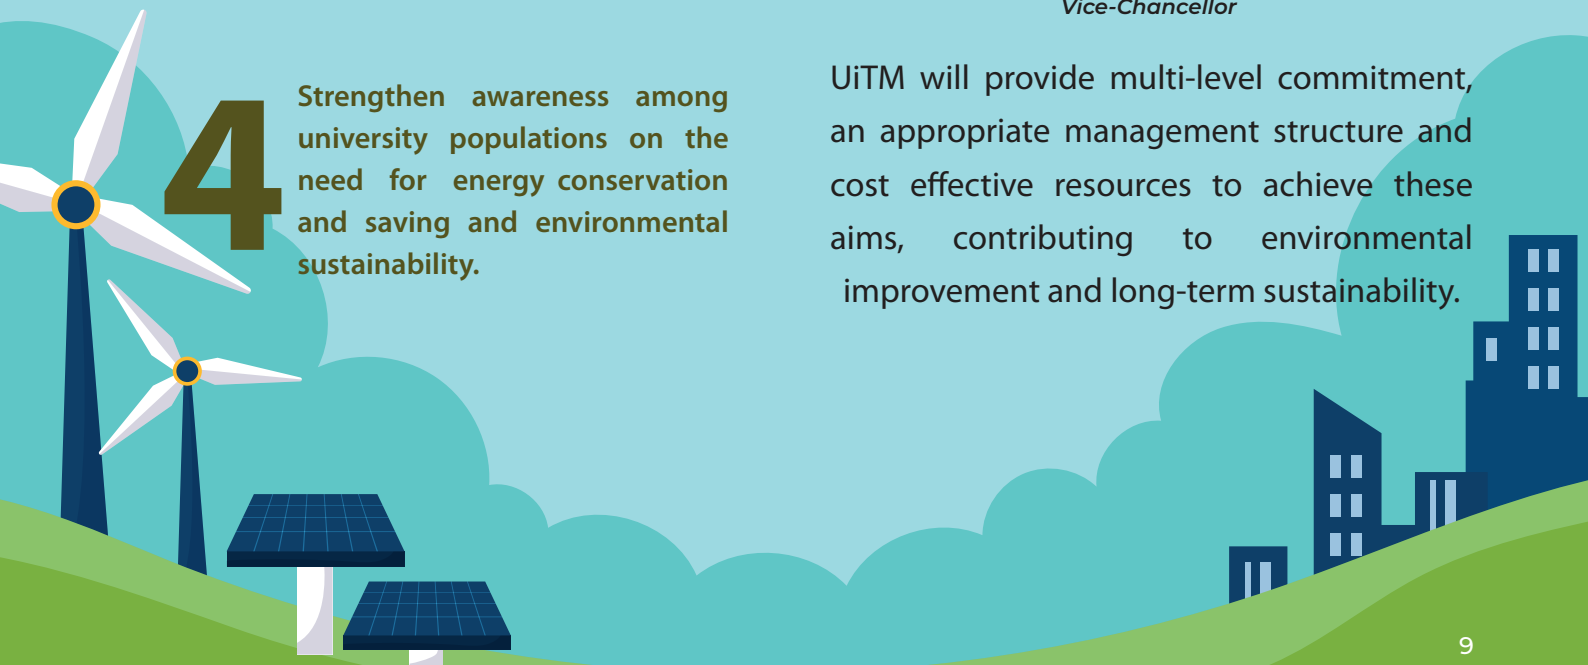 4
Strengthen awareness among
university populations on the
need for energy conservation
and saving and environmental
sustainability.
Vice-Chancellor
UiTM will provide multi-level commitment,
an appropriate management structure and
cost effective resources to achieve these
aims, contributing to environmental
improvement and long-term sustainability.
9